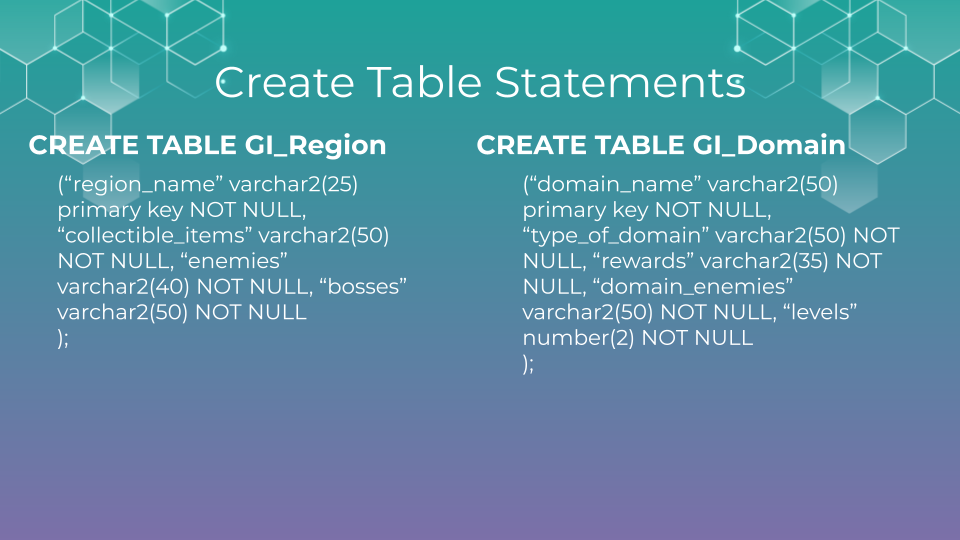 Create Table Statements
CREATE TABLE GI_Region
(“region_name” varchar2(25)
primary key NOT NULL,
“collectible_items” varchar2(50)
NOT NULL, “enemies”
varchar2(40) NOT NULL, “bosses”
varchar2(50) NOT NULL
);
CREATE TABLE GI_Domain
(“domain_name” varchar2(50)
primary key NOT NULL,
“type_of_domain” varchar2(50) NOT
NULL, “rewards” varchar2(35) NOT
NULL, “domain_enemies”
varchar2(50) NOT NULL, “levels”
number(2) NOT NULL
);